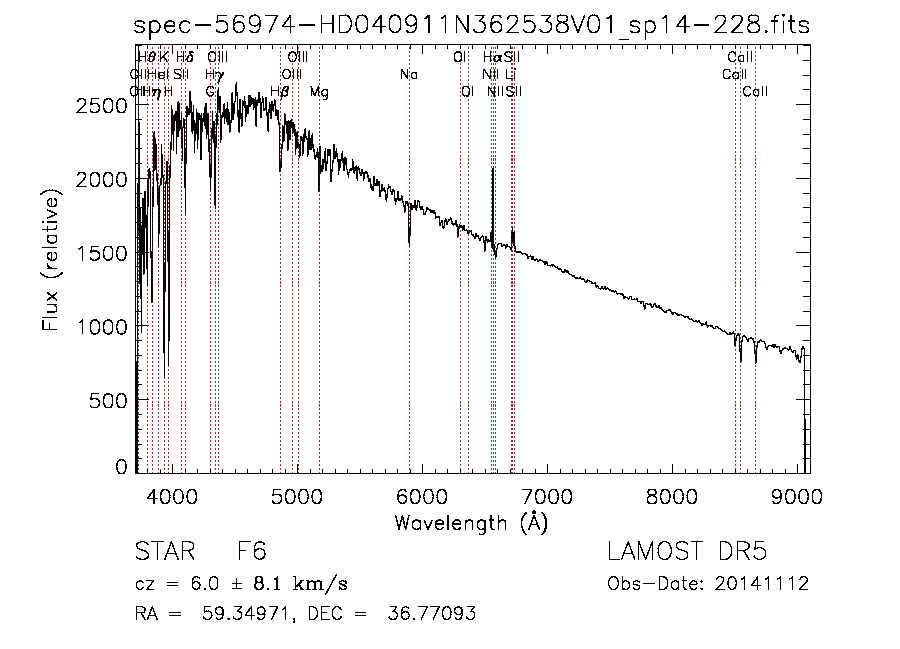 spec-56974-HD040911N362538V01_sp14-228.fits
Hθ K Hδ OIII OIII OI Hα SII CaII
OII HeI SII Hγ OIII Na NII Li CaII
OII Hη H G Hβ Mg OI NII SII CaII
2500
2000
1500
1000
500
0
Flux (relative)
4000 5000 6000 7000 8000 9000
Wavelength (Å)
STAR F6 LAMOST DR5
cz = 6.0 ± 8.1 km/s Obs-Date: 20141112
RA = 59.34971, DEC = 36.77093